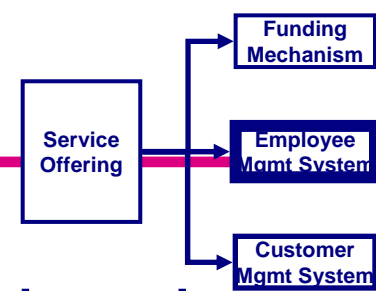 Funding
Mechanism
Service
Offering
Employee
Mgmt System
Customer
Mgmt System